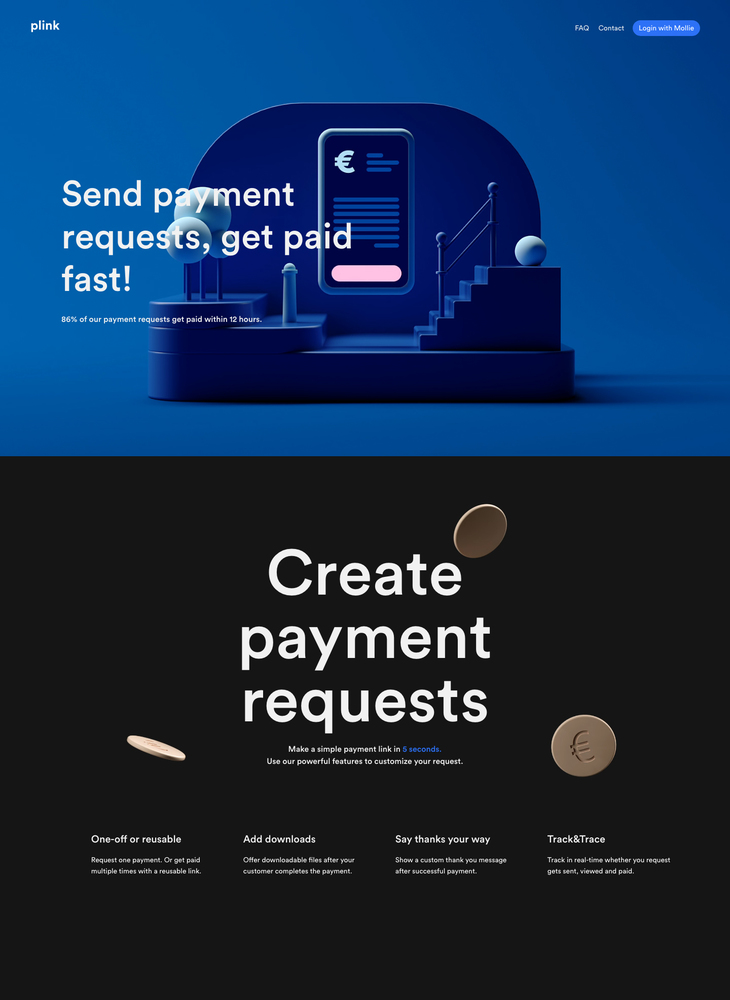 plink
FAQ Contact Login with Mollie
€
Send payment
requests, get paid
fast!
86% of our payment requests get paid within 12 hours.
Create
payment
requests
Make a simple payment link in 5 seconds.
Use our powerful features to customize your request.
€
One-off or reusable
Request one payment. Or get paid
multiple times with a reusable link.
Add downloads
Offer downloadable files after your
customer completes the payment.
Say thanks your way
Show a custom thank you message
after successful payment.
Track&Trace
Track in real-time whether you request
gets sent, viewed and paid.